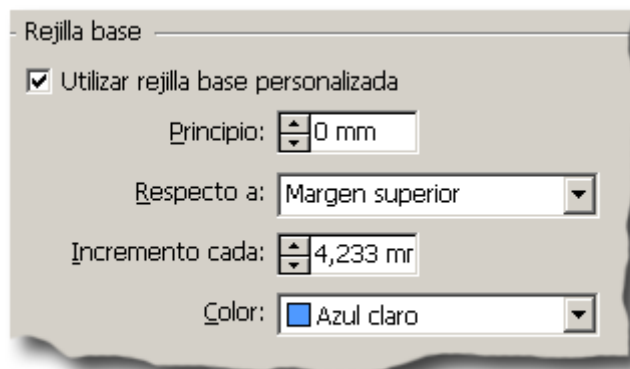 Rejilla base
Utilizar rejilla base personalizada
Principio: 0 mm
Respecto a: Margen superior
Incremento cada: 4,233 mr
Color: Azul claro